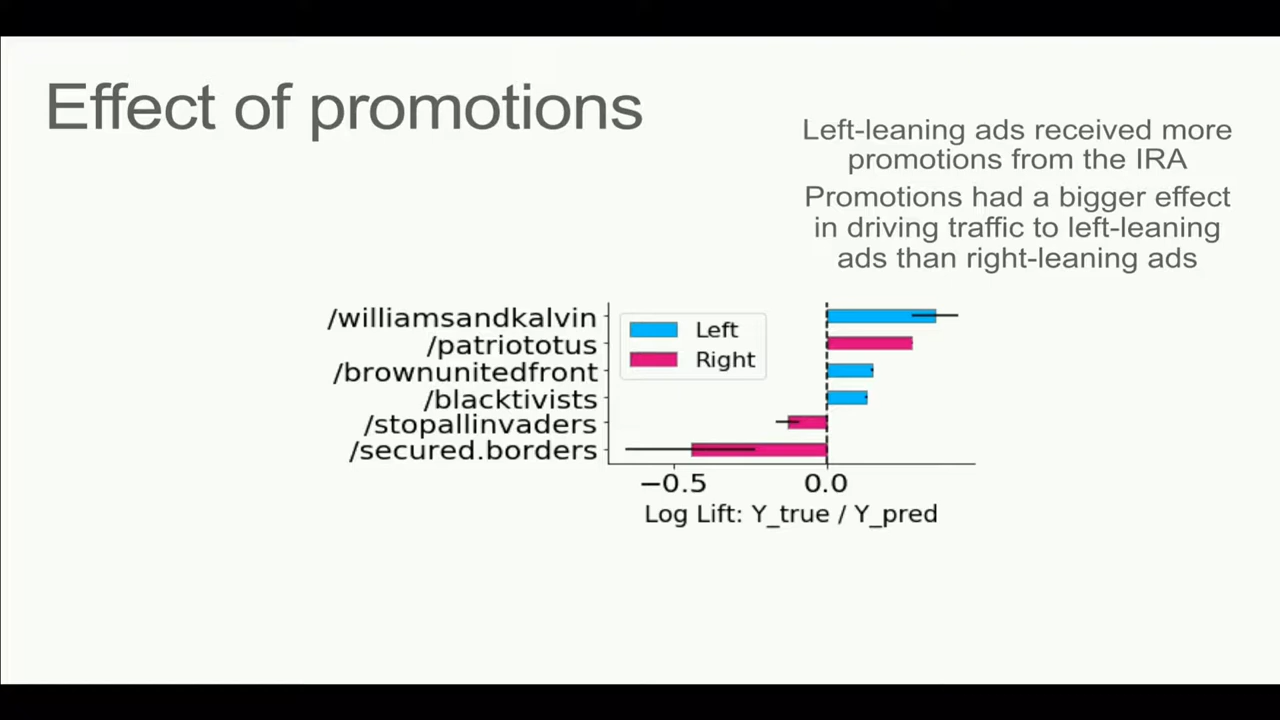 Effect of promotions
Left-leaning ads received more
promotions from the IRA
Promotions had a bigger effect
in driving traffic to left-leaning
ads than right-leaning ads
/williamsandkalvin
/patriototus
/brownunitedfront
/blacktivists
/stopallinvaders
/secured.borders
Left
Right
−0.5 0.0
Log Lift: Y_true / Y_pred